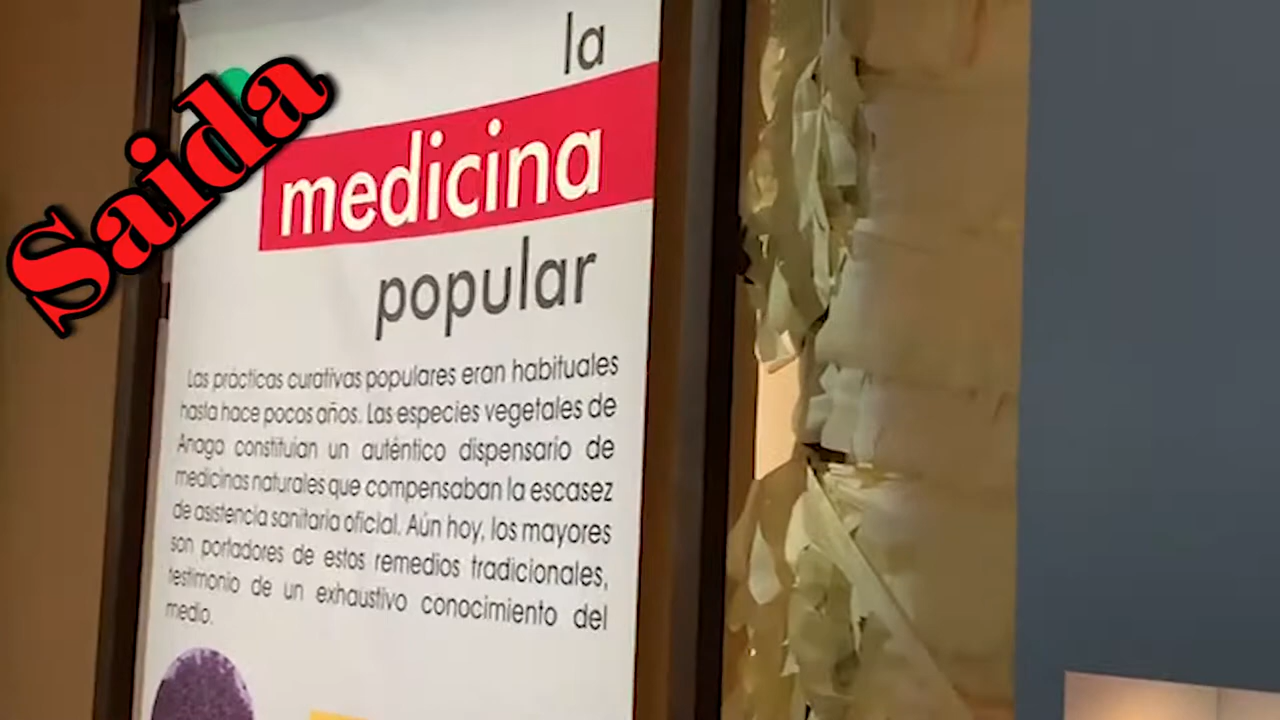 Saida
la
medicina
popular
Las prácticas curativas populares eran habituales
hasta hace pocos años. Las especies vegetales de
Anaga constituían un auténtico dispensario de
medicinas naturales que compensaban la escasez
de asistencia sanitaria oficial. Aún hoy, los mayores
son portadores de estos remedios tradicionales,
testimonio de un exhaustivo conocimiento del
medio.